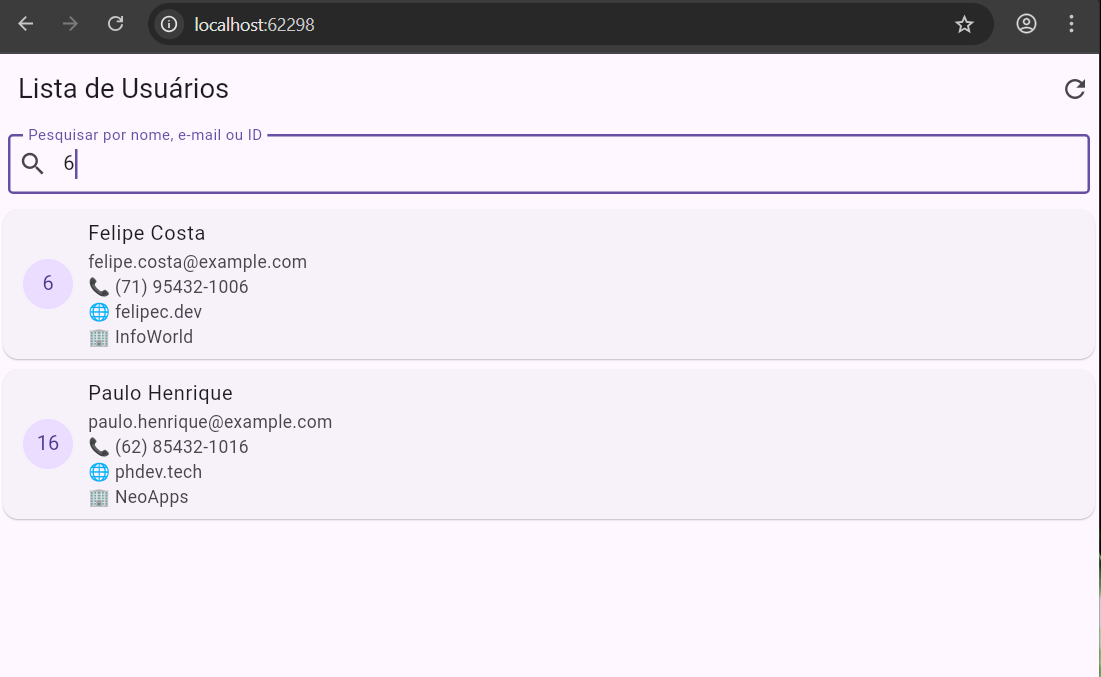 localhost:62298
Lista de Usuários
Pesquisar por nome, e-mail ou ID
6
Felipe Costa
felipe.costa@example.com
6
📞 (71) 95432-1006
🌐 felipec.dev
🏢 InfoWorld
Paulo Henrique
paulo.henrique@example.com
16
📞 (62) 85432-1016
🌐 phdev.tech
🏢 NeoApps